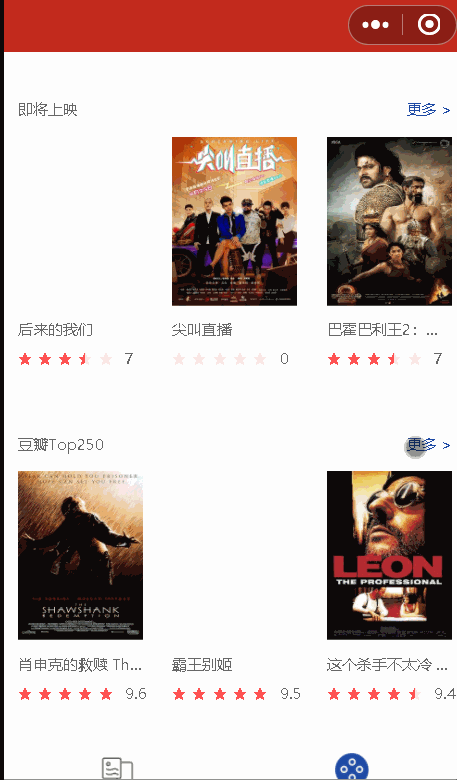 即将上映
更多 >
尖叫直播
后来的我们
尖叫直播
巴霍巴利王2：...
7
0
7
豆瓣Top250
更多 >
LEON
THE PROFESSIONAL
SHAWSHANK
REDEMPTION
肖申克的救赎 Th...
霸王别姬
这个杀手不太冷 ...
9.6
9.5
9.4